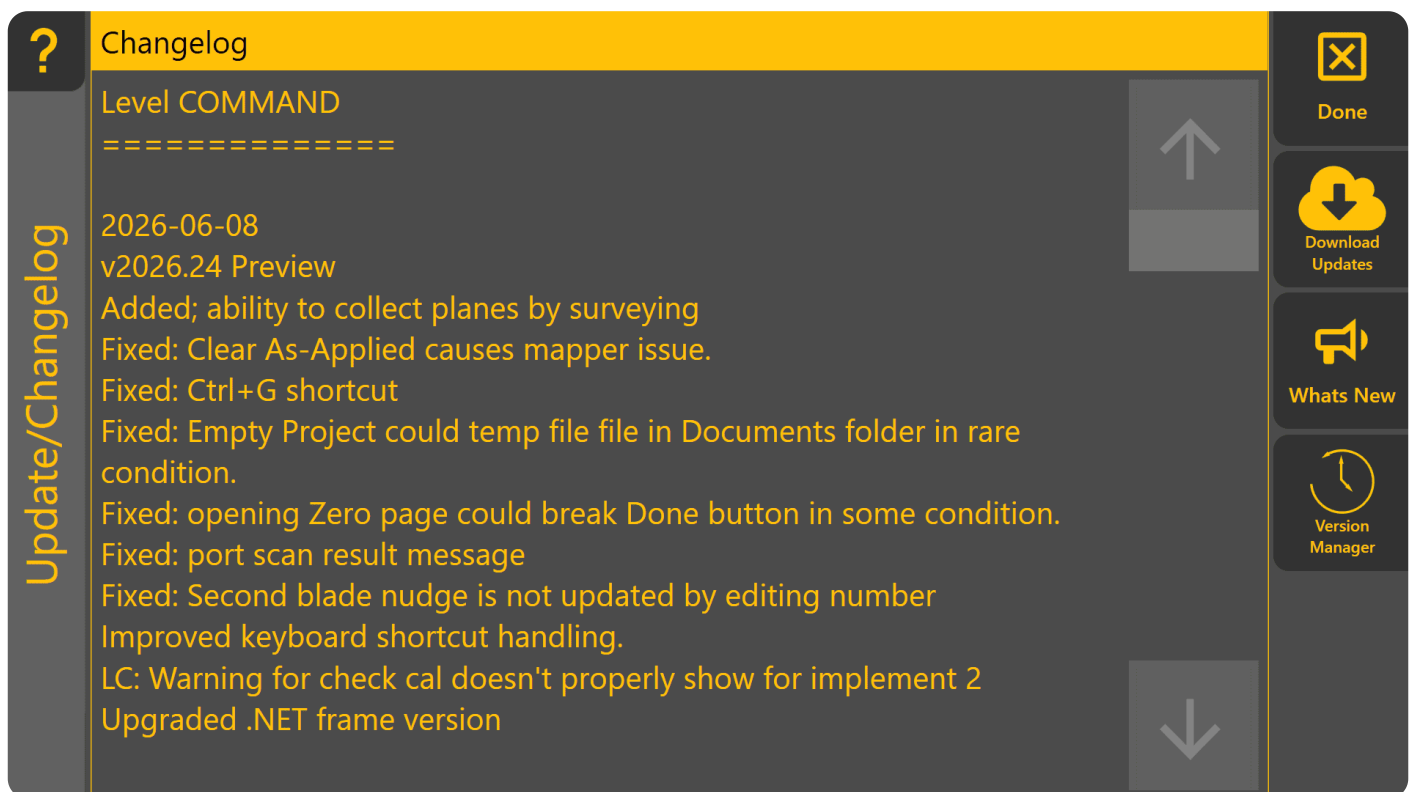 ?
Changelog
Update/Changelog
Level COMMAND
==============
2026-06-08
v2026.24 Preview
Added; ability to collect planes by surveying
Fixed: Clear As-Applied causes mapper issue.
Fixed: Ctrl+G shortcut
Fixed: Empty Project could temp file file in Documents folder in rare
condition.
Fixed: opening Zero page could break Done button in some condition.
Fixed: port scan result message
Fixed: Second blade nudge is not updated by editing number
Improved keyboard shortcut handling.
LC: Warning for check cal doesn't properly show for implement 2
Upgraded .NET frame version
Done
Download
Updates
Whats New
Version
Manager